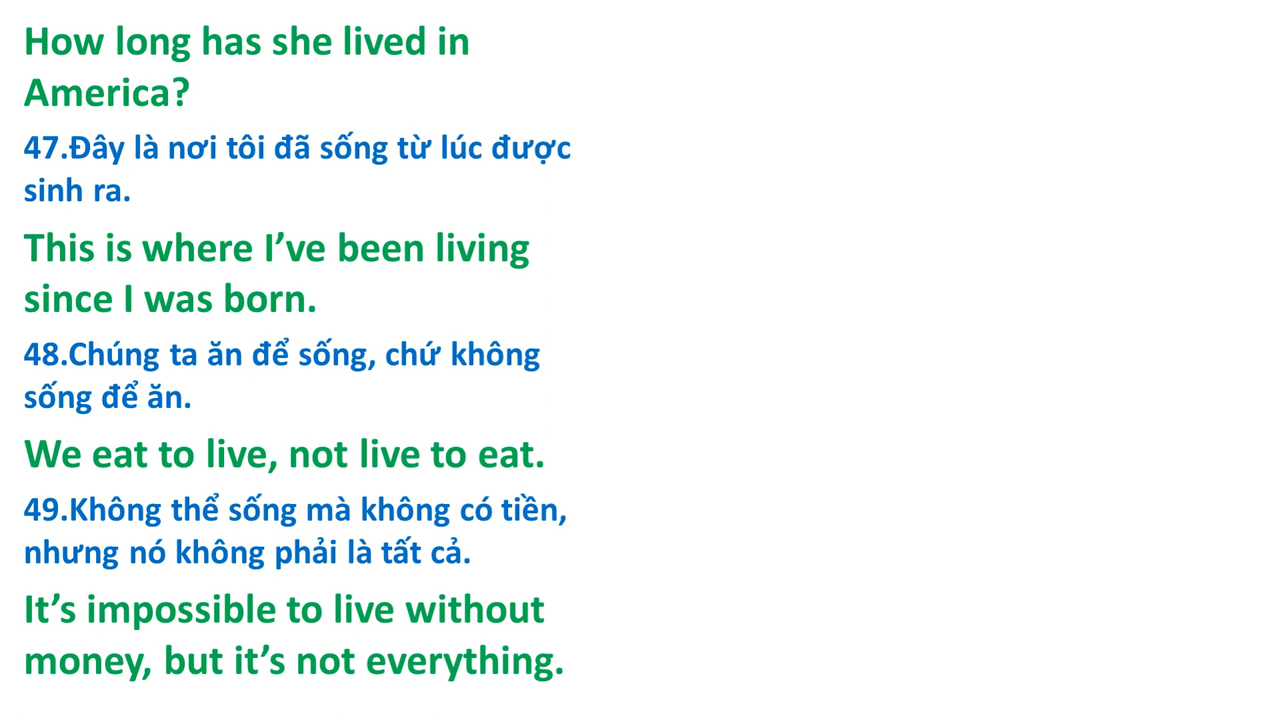 How long has she lived in
America?
47.Đây là nơi tôi đã sống từ lúc được
sinh ra.
This is where I’ve been living
since I was born.
48.Chúng ta ăn để sống, chứ không
sống để ăn.
We eat to live, not live to eat.
49.Không thể sống mà không có tiền,
nhưng nó không phải là tất cả.
It’s impossible to live without
money, but it’s not everything.